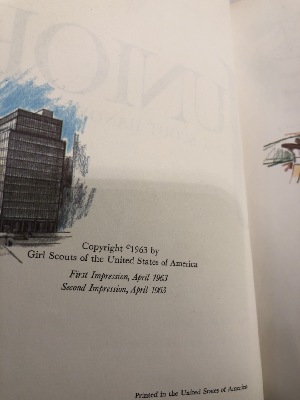 Copyright ©1963 by
Girl Scouts of the United States of America
First Impression, April 1963
Second Impression, April 1963
Printed in the United States of America